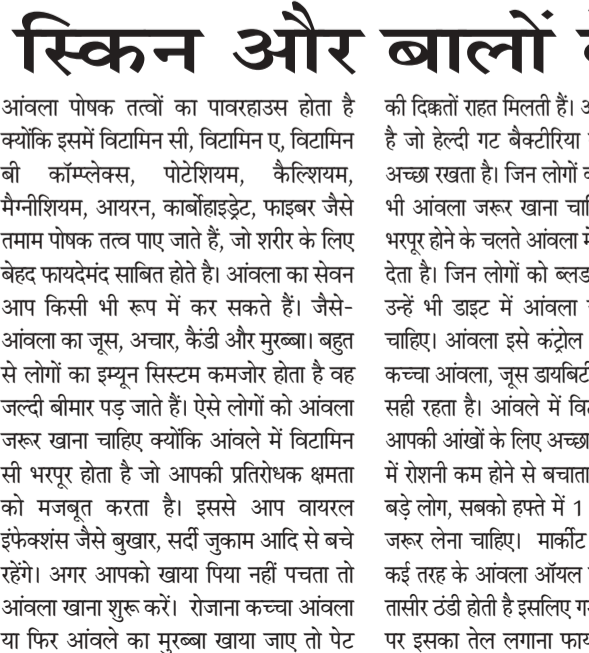 स्किन और बालों
आंवला पोषक तत्वों का पावरहाउस होता है
क्योंकि इसमें विटामिन सी, विटामिन ए, विटामिन
बी कॉम्प्लेक्स, पोटेशियम, कैल्शियम,
मैग्नीशियम, आयरन, कार्बोहाइड्रेट, फाइबर जैसे
तमाम पोषक तत्व पाए जाते हैं, जो शरीर के लिए
बेहद फायदेमंद साबित होते है। आंवला का सेवन
आप किसी भी रूप में कर सकते हैं। जैसे-
आंवला का जूस, अचार, कैंडी और मुरब्बा। बहुत
से लोगों का इम्यून सिस्टम कमजोर होता है वह
जल्दी बीमार पड़ जाते हैं। ऐसे लोगों को आंवला
जरूर खाना चाहिए क्योंकि आंवले में विटामिन
सी भरपूर होता है जो आपकी प्रतिरोधक क्षमता
को मजबूत करता है। इससे आप वायरल
इंफेक्शंस जैसे बुखार, सर्दी जुकाम आदि से बचे
रहेंगे। अगर आपको खाया पिया नहीं पचता तो
आंवला खाना शुरू करें। रोजाना कच्चा आंवला
या फिर आंवले का मुरब्बा खाया जाए तो पेट
की दिक्कतों राहत मिलती हैं।
है जो हेल्दी गट बैक्टीरिया
अच्छा रखता है। जिन लोगों
भी आंवला जरूर खाना
भरपूर होने के चलते आंवला
देता है। जिन लोगों को
उन्हें भी डाइट में आंवला
चाहिए। आंवला इसे कंट्रोल
कच्चा आंवला, जूस
सही रहता है। आंवले में
आपकी आंखों के लिए अच्छा
में रोशनी कम होने से
बड़े लोग, सबको हफ्ते में 1
जरूर लेना चाहिए। मार्कीट
कई तरह के आंवला ऑयल
तासीर ठंडी होती है इसलिए
पर इसका तेल लगाना